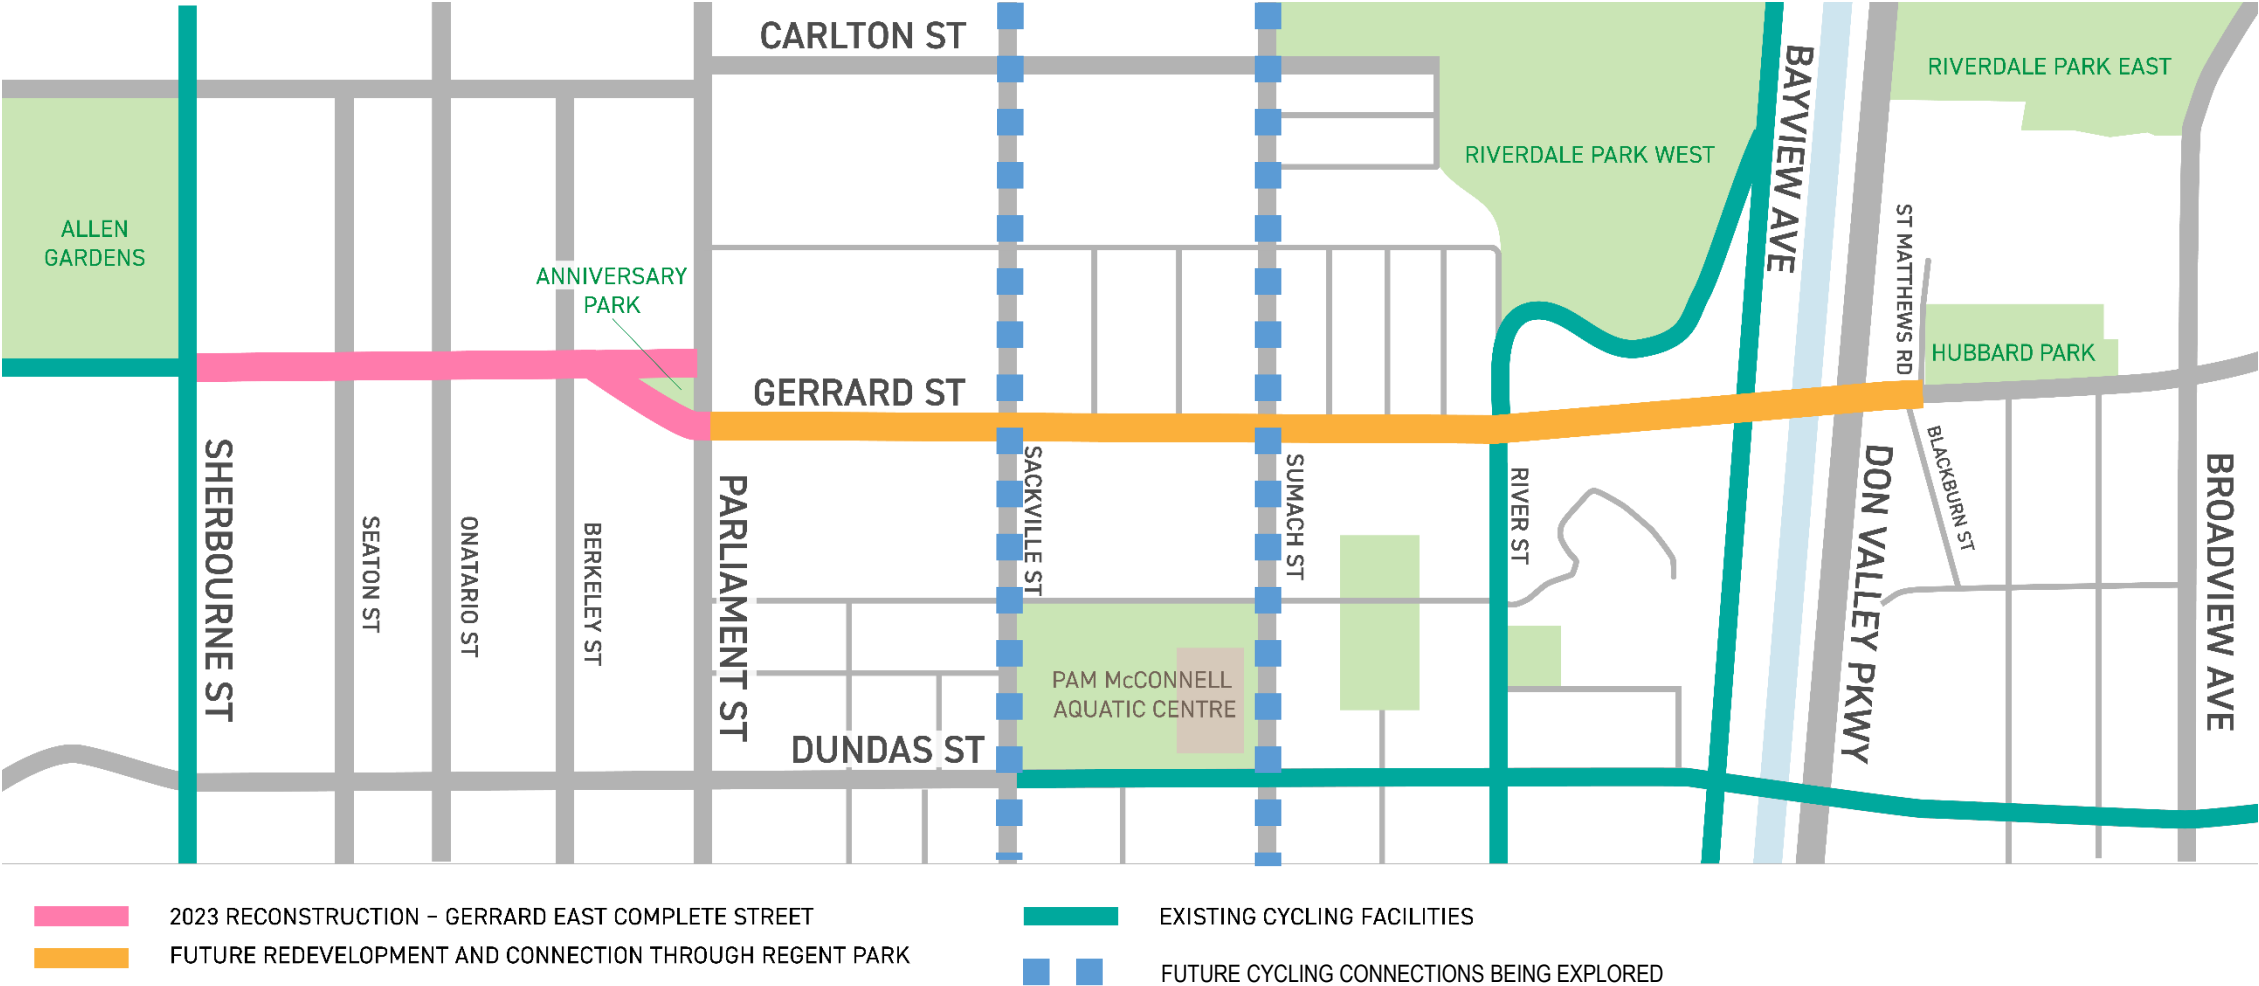 CARLTON ST
RIVERDALE PARK EAST
BAYVIEW AVE
RIVERDALE PARK WEST
ALLEN
GARDENS
ANNIVERSARY
PARK
ST MATTHEWS RD
HUBBARD PARK
GERRARD ST
SHERBOURNE ST
SEATON ST
ONATARIO ST
BERKELEY ST
PARLIAMENT ST
SACKVILLE ST
SUMACH ST
RIVER ST
DON VALLEY PKWY
BLACKBURN ST
BROADVIEW AVE
PAM McCONNELL
AQUATIC CENTRE
DUNDAS ST
2023 RECONSTRUCTION – GERRARD EAST COMPLETE STREET
FUTURE REDEVELOPMENT AND CONNECTION THROUGH REGENT PARK
EXISTING CYCLING FACILITIES
FUTURE CYCLING CONNECTIONS BEING EXPLORED